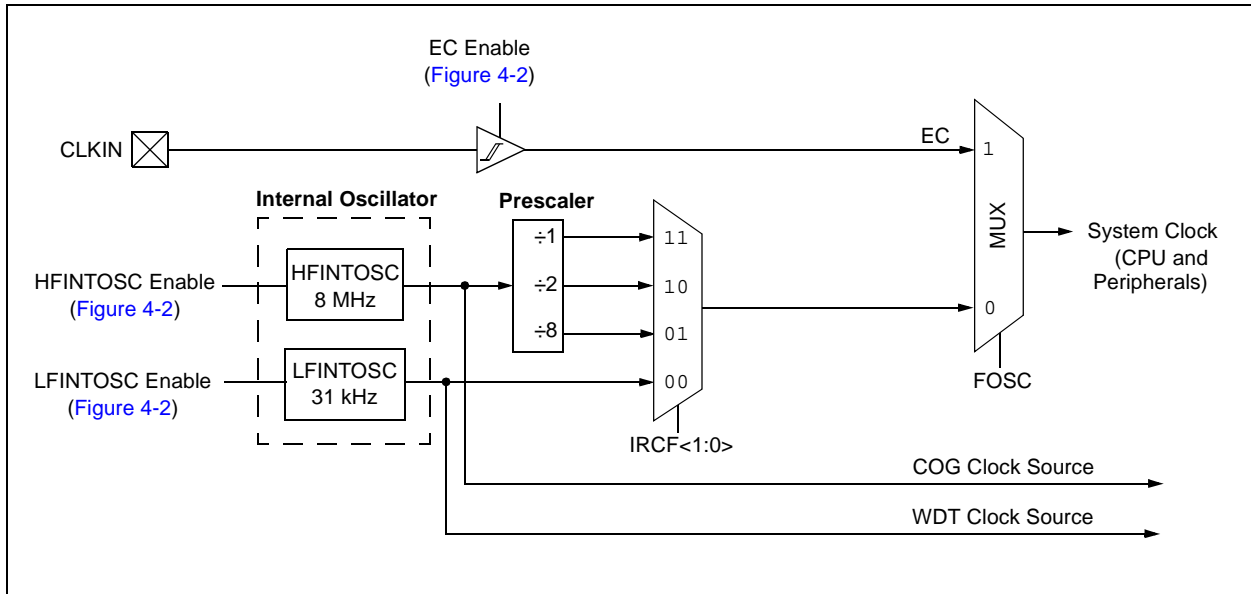 EC Enable
(Figure 4-2)
CLKIN
EC
1
MUX
0
FOSC
System Clock
(CPU and
Peripherals)
Internal Oscillator
HFINTOSC
8 MHz
LFINTOSC
31 kHz
HFINTOSC Enable
(Figure 4-2)
LFINTOSC Enable
(Figure 4-2)
Prescaler
÷1
÷2
÷8
11
10
01
00
IRCF<1:0>
COG Clock Source
WDT Clock Source